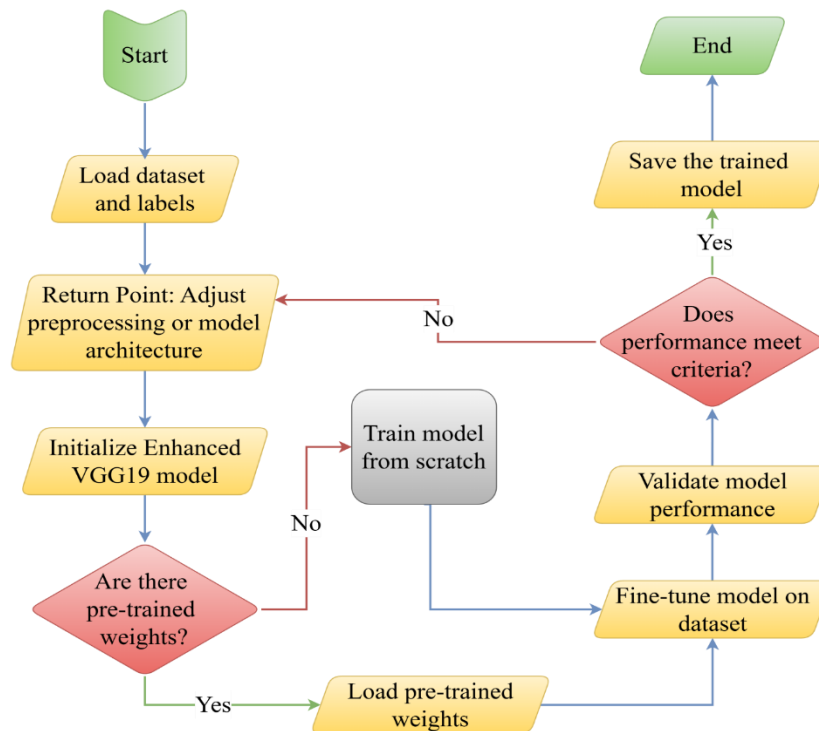 Start
Load dataset
and labels
Return Point: Adjust
preprocessing or model
architecture
Initialize Enhanced
VGG19 model
Are there
pre-trained
weights?
No
Train model
from scratch
Yes
Load pre-trained
weights
Fine-tune model on
dataset
Validate model
performance
Does
performance meet
criteria?
No
Yes
Save the trained
model
End